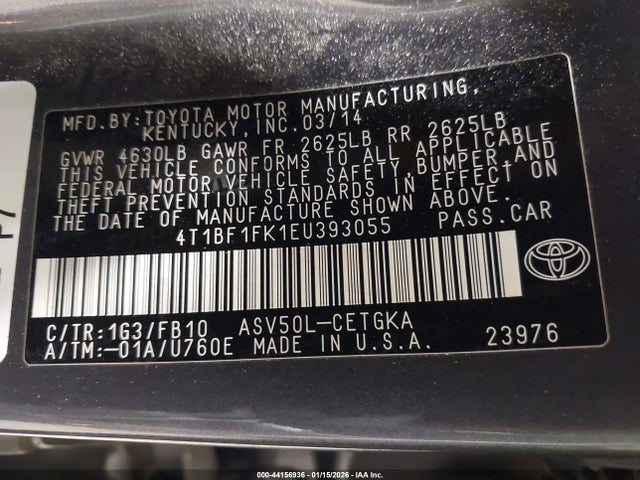 MFD.BY:TOYOTA MOTOR MANUFACTURING,
KENTUCKY,INC.03/14
GVWR 4630LB GAWR FR 2625LB RR 2625LB
THIS VEHICLE CONFORMS TO ALL APPLICABLE
FEDERAL MOTOR VEHICLE SAFETY,BUMPER,AND
THEFT PREVENTION STANDARDS IN EFFECT ON
THE DATE OF MANUFACTURE SHOWN ABOVE.
4T1BF1FK1EU393055 PASS.CAR
C/TR:1G3/FB10 ASV50L-CETGKA
A/TM:-01A/U760E MADE IN U.S.A. 23976
000-44156936 - 01/15/2026 - IAA Inc.